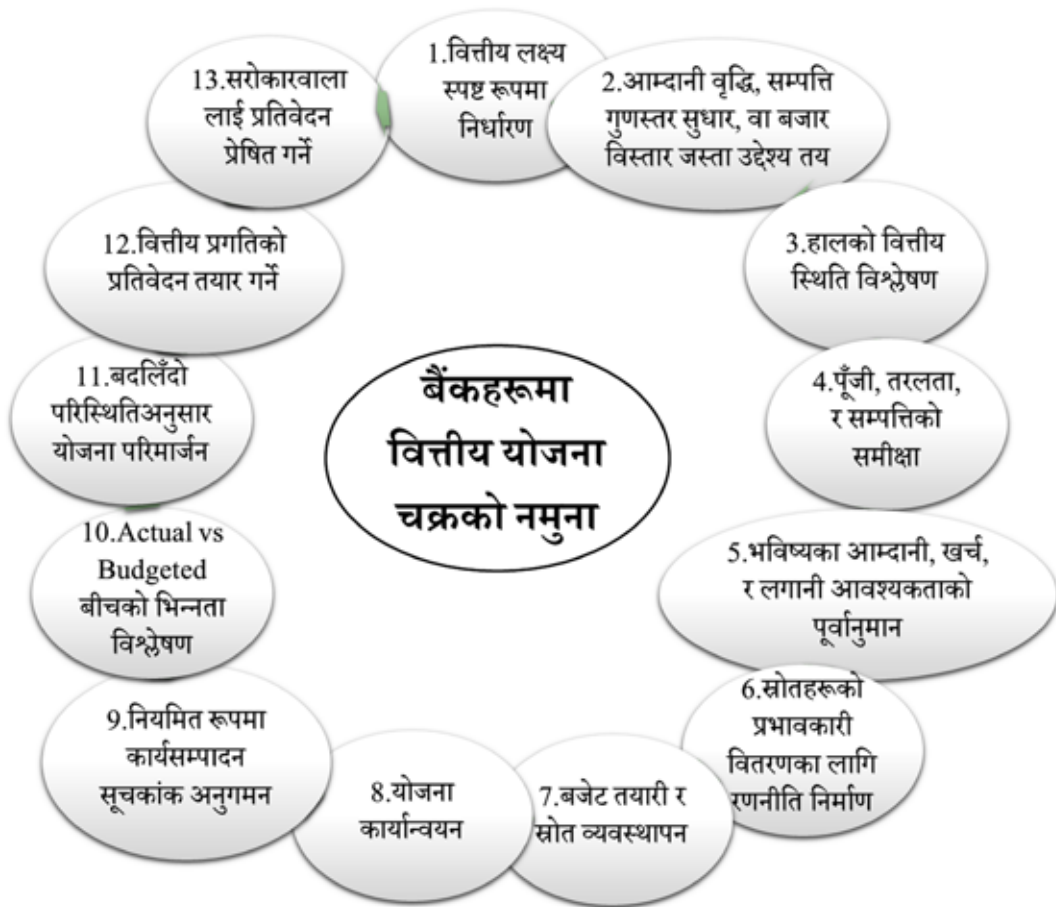 1.वित्तीय लक्ष्य
स्पष्ट रूपमा
निर्धारण
2.आम्दानी वृद्धि, सम्पत्ति
गुणस्तर सुधार, वा बजार
विस्तार जस्ता उद्देश्य तय
3.हालको वित्तीय
स्थिति विश्लेषण
4.पूँजी, तरलता,
र सम्पत्तिको
समीक्षा
5.भविष्यका आम्दानी, खर्च,
र लगानी आवश्यकताको
पूर्वानुमान
6.स्रोतहरूको
प्रभावकारी
वितरणका लागि
रणनीति निर्माण
7.बजेट तयारी र
स्रोत व्यवस्थापन
8.योजना
कार्यान्वयन
9.नियमित रूपमा
कार्यसम्पादन
सूचकांक अनुगमन
10.Actual vs
Budgeted
बीचको भिन्नता
विश्लेषण
11.बदलिँदो
परिस्थितिअनुसार
योजना परिमार्जन
12.वित्तीय प्रगतिको
प्रतिवेदन तयार गर्ने
13.सरोकारवाला
लाई प्रतिवेदन
प्रेषित गर्ने
बैंकहरूमा
वित्तीय योजना
चक्रको नमुना